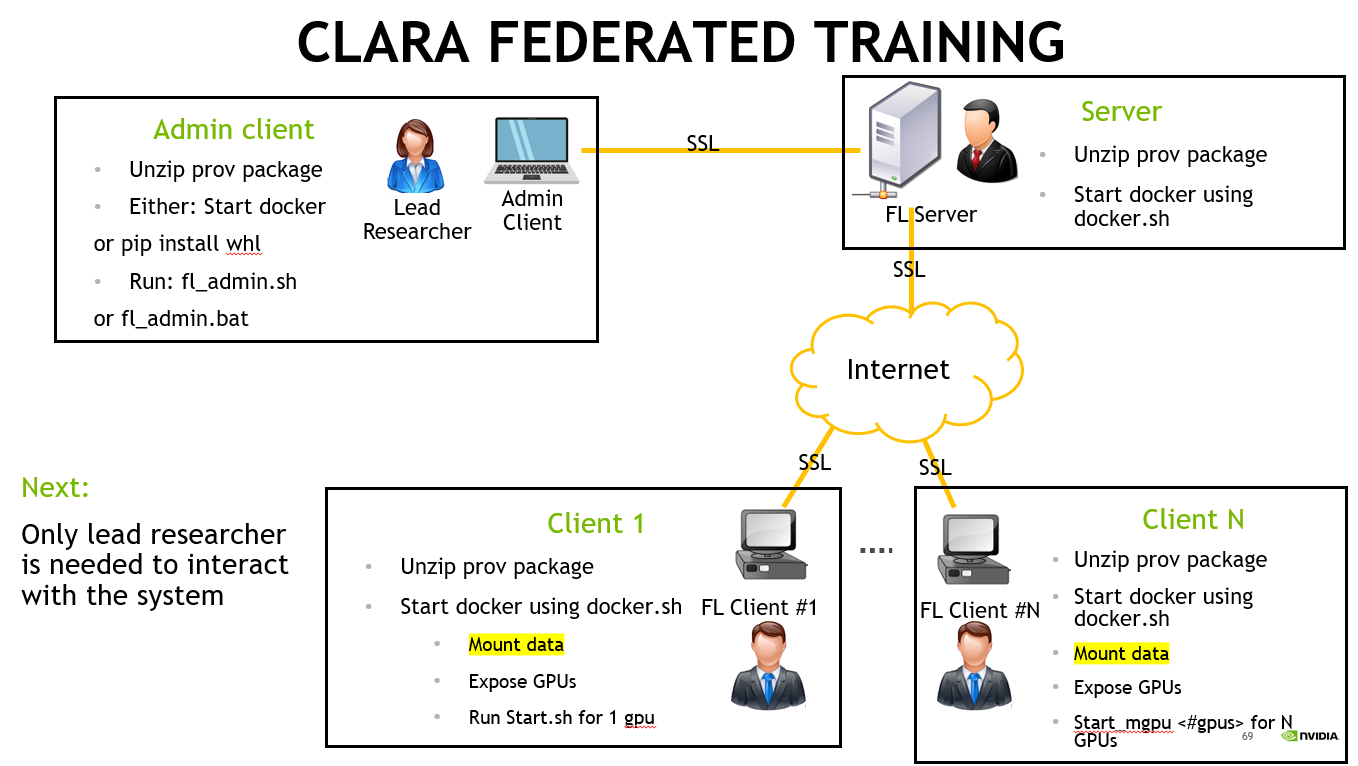 CLARA FEDERATED TRAINING
Admin client
• Unzip prov package
• Either: Start docker
or pip install whl
• Run: fl_admin.sh
or fl_admin.bat
Lead
Researcher
Admin
Client
SSL
FL Server
Server
• Unzip prov package
• Start docker using
docker.sh
SSL
Internet
SSL
SSL
Next:
Only lead researcher
is needed to interact
with the system
Client 1
• Unzip prov package
• Start docker using docker.sh
• Mount data
• Expose GPUs
• Run Start.sh for 1 gpu
FL Client #1
....
FL Client #N
Client N
• Unzip prov package
• Start docker using
docker.sh
• Mount data
• Expose GPUs
• Start_mgpu <#gpus> for N
GPUs
69
NVIDIA.